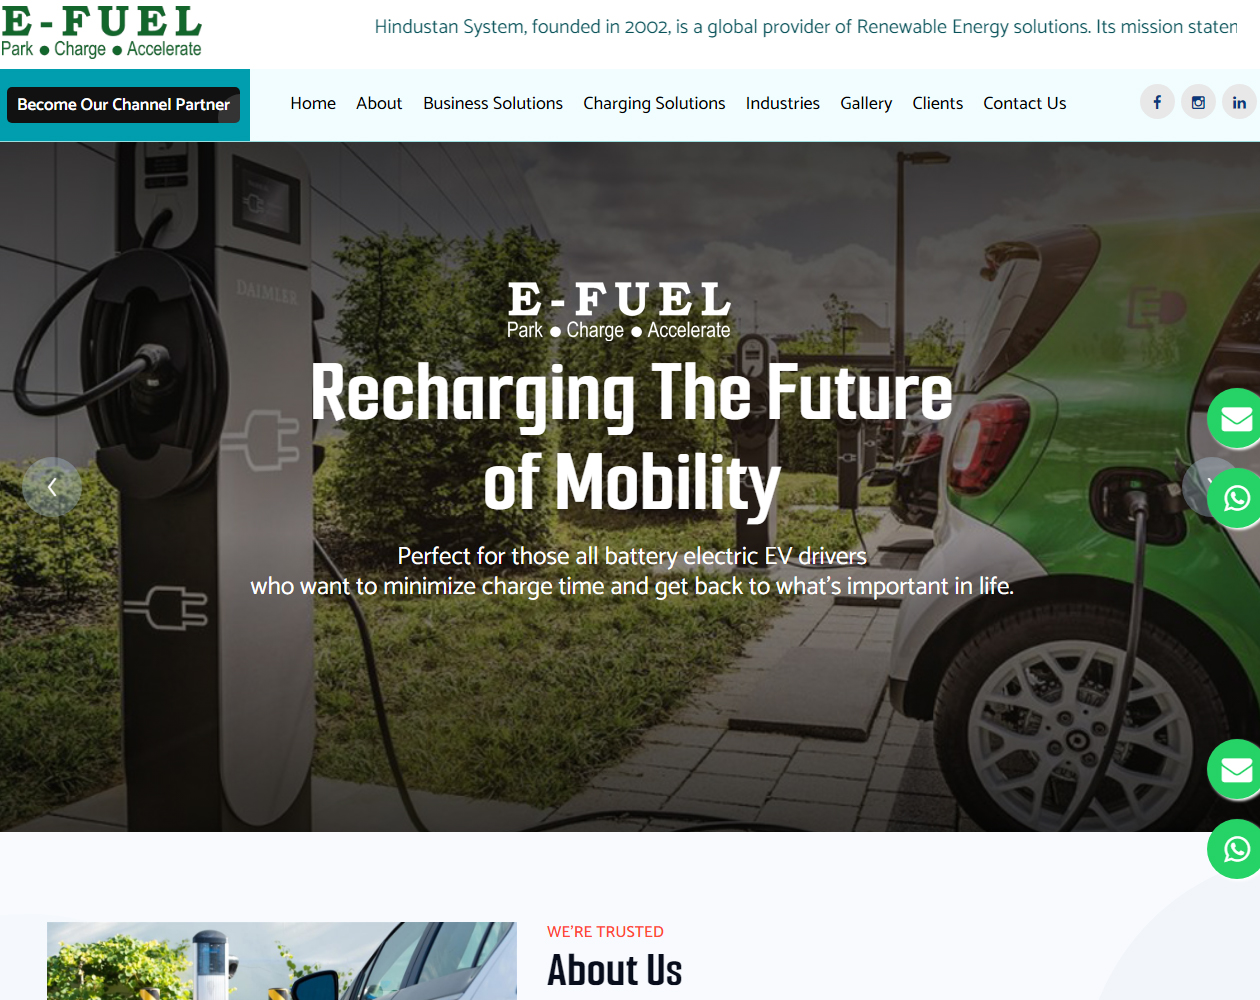 E-FUEL
Park ● Charge ● Accelerate
Hindustan System, founded in 2002, is a global provider of Renewable Energy solutions. Its mission
Become Our Channel Partner
Home About Business Solutions Charging Solutions Industries Gallery Clients Contact Us
DAIMLER
E-FUEL
Park ● Charge ● Accelerate
Recharging The Future
of Mobility
Perfect for those all battery electric EV drivers
who want to minimize charge time and get back to what's important in life.
WE'RE TRUSTED
About Us